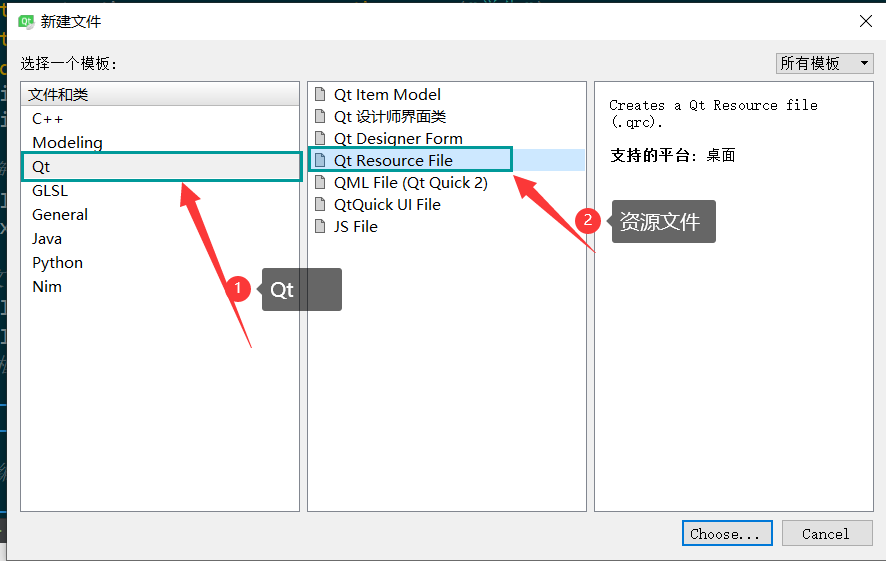 新建文件
选择一个模板：
所有模板
文件和类
C++
Modeling
Qt
GLSL
General
Java
Python
Nim
Qt Item Model
Qt 设计师界面类
Qt Designer Form
Qt Resource File
QML File (Qt Quick 2)
QtQuick UI File
JS File
Creates a Qt Resource file
(.qrc).
支持的平台：桌面
1
Qt
2
资源文件
Choose...
Cancel